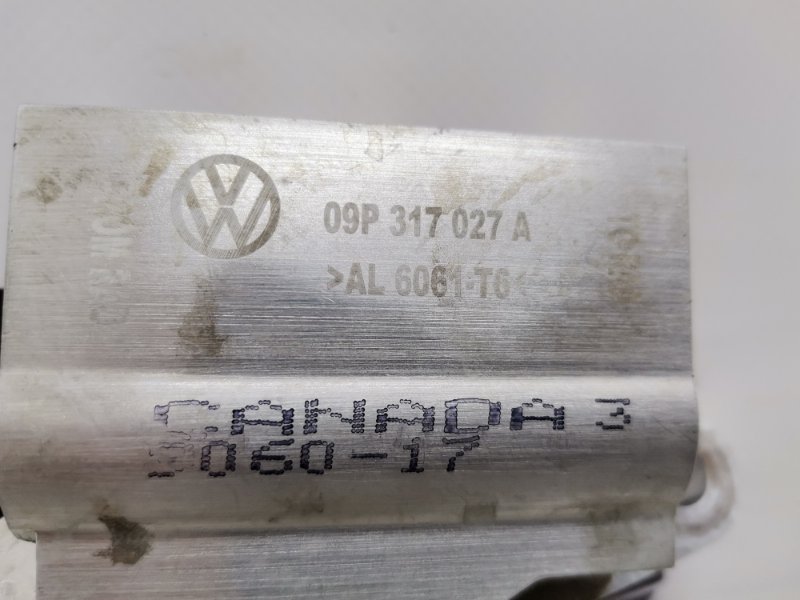 09P 317 027 A
>AL 6061-T6<
CANADA 3
060-17